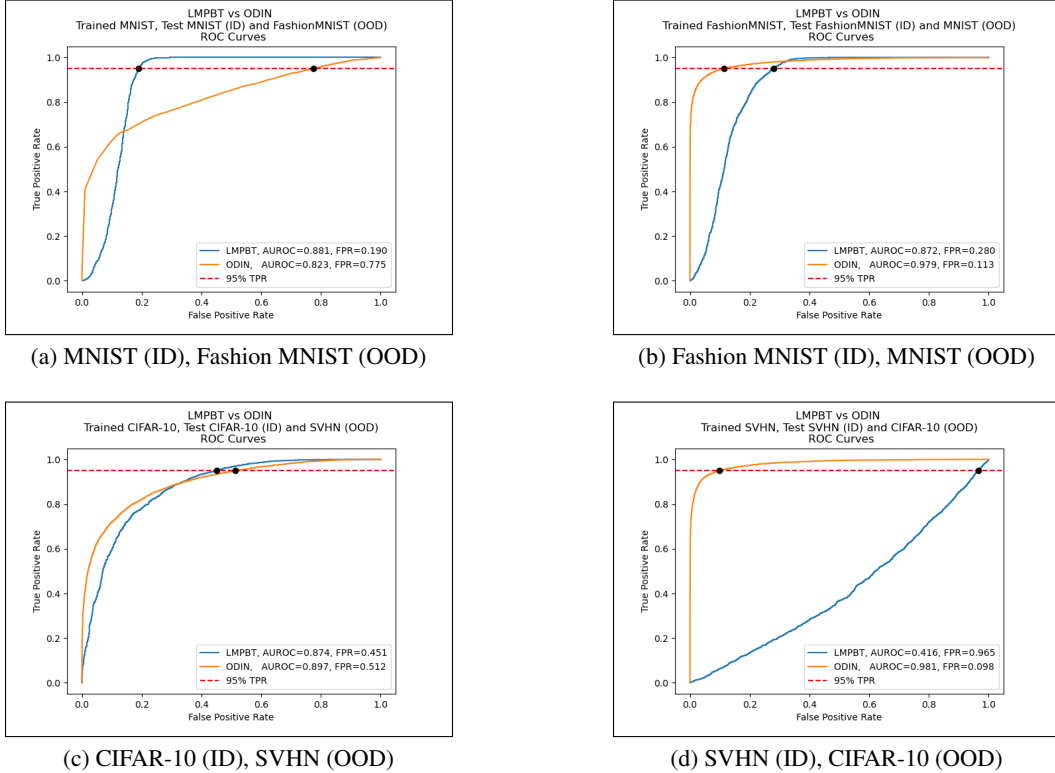 LMPBT vs ODIN
Trained MNIST, Test MNIST (ID) and FashionMNIST (OOD)
ROC Curves
1.0
0.8
0.6
0.4
0.2
0.0
True Positive Rate
LMPBT, AUROC=0.881, FPR=0.190
ODIN, AUROC=0.823, FPR=0.775
95% TPR
0.0 0.2 0.4 0.6 0.8 1.0
False Positive Rate
(a) MNIST (ID), Fashion MNIST (OOD)
LMPBT vs ODIN
Trained FashionMNIST, Test FashionMNIST (ID) and MNIST (OOD)
ROC Curves
1.0
0.8
0.6
0.4
0.2
0.0
True Positive Rate
LMPBT, AUROC=0.872, FPR=0.280
ODIN, AUROC=0.979, FPR=0.113
95% TPR
0.0 0.2 0.4 0.6 0.8 1.0
False Positive Rate
(b) Fashion MNIST (ID), MNIST (OOD)
LMPBT vs ODIN
Trained CIFAR-10, Test CIFAR-10 (ID) and SVHN (OOD)
ROC Curves
1.0
0.8
0.6
0.4
0.2
0.0
True Positive Rate
LMPBT, AUROC=0.874, FPR=0.451
ODIN, AUROC=0.897, FPR=0.512
95% TPR
0.0 0.2 0.4 0.6 0.8 1.0
False Positive Rate
(c) CIFAR-10 (ID), SVHN (OOD)
LMPBT vs ODIN
Trained SVHN, Test SVHN (ID) and CIFAR-10 (OOD)
ROC Curves
1.0
0.8
0.6
0.4
0.2
0.0
True Positive Rate
LMPBT, AUROC=0.416, FPR=0.965
ODIN, AUROC=0.981, FPR=0.098
95% TPR
0.0 0.2 0.4 0.6 0.8 1.0
False Positive Rate
(d) SVHN (ID), CIFAR-10 (OOD)